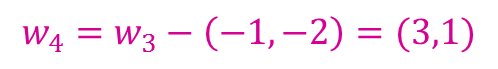 w₄ = w₃ − (−1, −2) = (3,1)